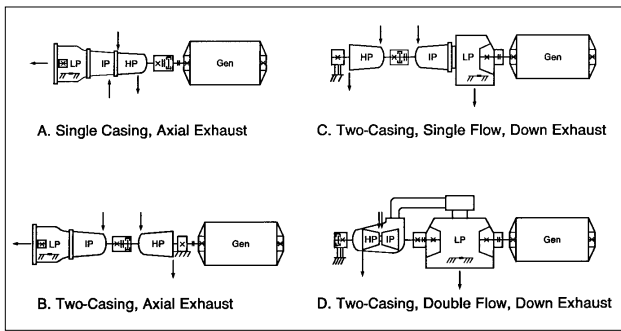 LP IP HP Gen
A. Single Casing, Axial Exhaust
HP IP LP Gen
C. Two-Casing, Single Flow, Down Exhaust
LP IP HP Gen
B. Two-Casing, Axial Exhaust
HP IP LP Gen
D. Two-Casing, Double Flow, Down Exhaust